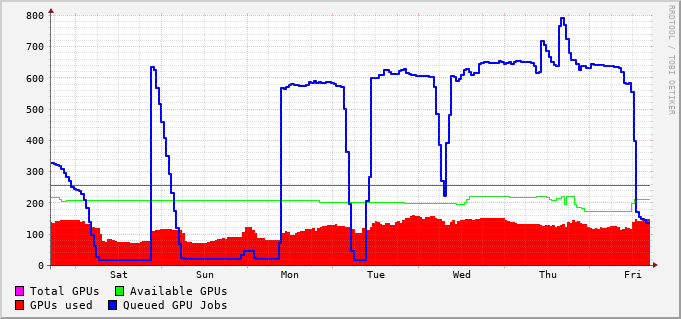 800
700
600
500
400
300
200
100
0
Sat Sun Mon Tue Wed Thu Fri
Total GPUs Available GPUs
GPUs used Queued GPU Jobs
RRDTOOL / TOBI OETIKER